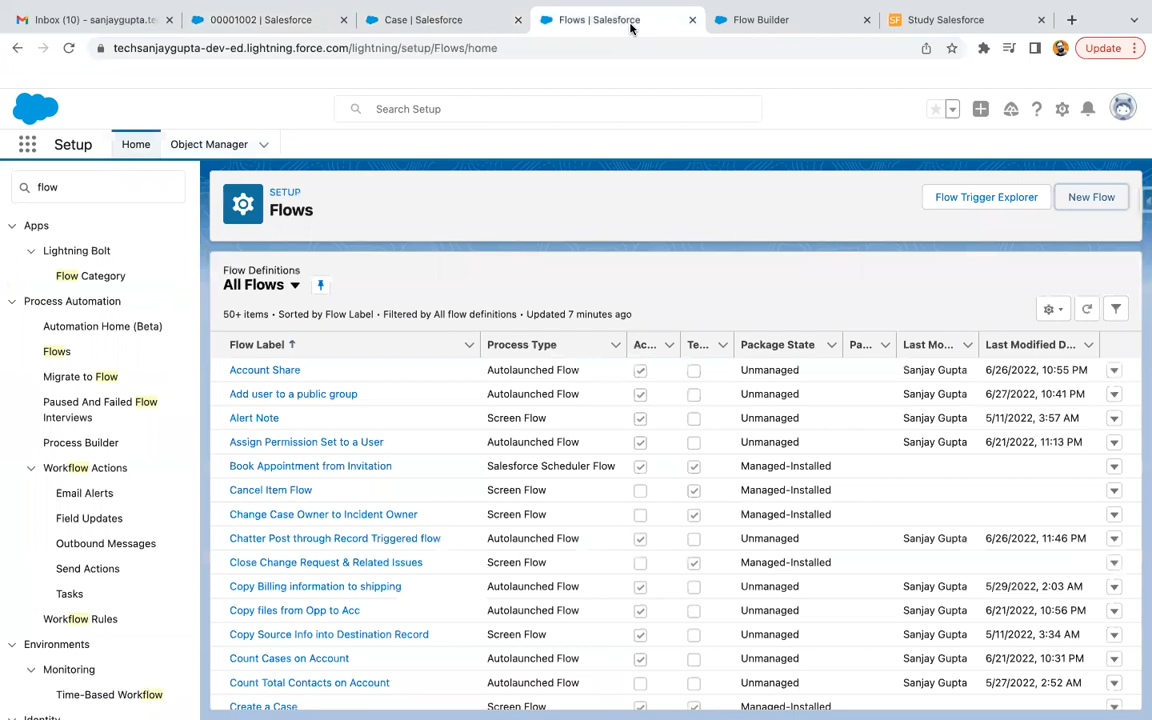 Inbox (10) - sanjaygupta.te
00001002 | Salesforce
Case | Salesforce
Flows | Salesforce
Flow Builder
Study Salesforce
techsanjaygupta-dev-ed.lightning.force.com/lightning/setup/Flows/home
Update
Search Setup
Setup
Home
Object Manager
flow
Apps
Lightning Bolt
Flow Category
Process Automation
Automation Home (Beta)
Flows
Migrate to Flow
Paused And Failed Flow
Interviews
Process Builder
Workflow Actions
Email Alerts
Field Updates
Outbound Messages
Send Actions
Tasks
Workflow Rules
Environments
Monitoring
Time-Based Workflow
Identity
SETUP
Flows
Flow Trigger Explorer
New Flow
Flow Definitions
All Flows
50+ items • Sorted by Flow Label • Filtered by All flow definitions • Updated 7 minutes ago
Flow Label Process Type Ac... Te... Package State Pa... Last Mo... Last Modified D...
Account Share Autolaunched Flow Unmanaged Sanjay Gupta 6/26/2022, 10:55 PM
Add user to a public group Autolaunched Flow Unmanaged Sanjay Gupta 6/27/2022, 10:41 PM
Alert Note Screen Flow Unmanaged Sanjay Gupta 5/11/2022, 3:57 AM
Assign Permission Set to a User Autolaunched Flow Unmanaged Sanjay Gupta 6/21/2022, 11:13 PM
Book Appointment from Invitation Salesforce Scheduler Flow Managed-Installed
Cancel Item Flow Screen Flow Managed-Installed
Change Case Owner to Incident Owner Screen Flow Managed-Installed
Chatter Post through Record Triggered flow Autolaunched Flow Unmanaged Sanjay Gupta 6/26/2022, 11:46 PM
Close Change Request & Related Issues Screen Flow Managed-Installed
Copy Billing information to shipping Autolaunched Flow Unmanaged Sanjay Gupta 5/29/2022, 2:03 AM
Copy files from Opp to Acc Autolaunched Flow Unmanaged Sanjay Gupta 6/21/2022, 10:56 PM
Copy Source Info into Destination Record Screen Flow Unmanaged Sanjay Gupta 5/11/2022, 3:34 AM
Count Cases on Account Autolaunched Flow Unmanaged Sanjay Gupta 6/21/2022, 10:31 PM
Count Total Contacts on Account Autolaunched Flow Unmanaged Sanjay Gupta 5/27/2022, 2:52 AM
Create a Case Screen Flow Managed-Installed